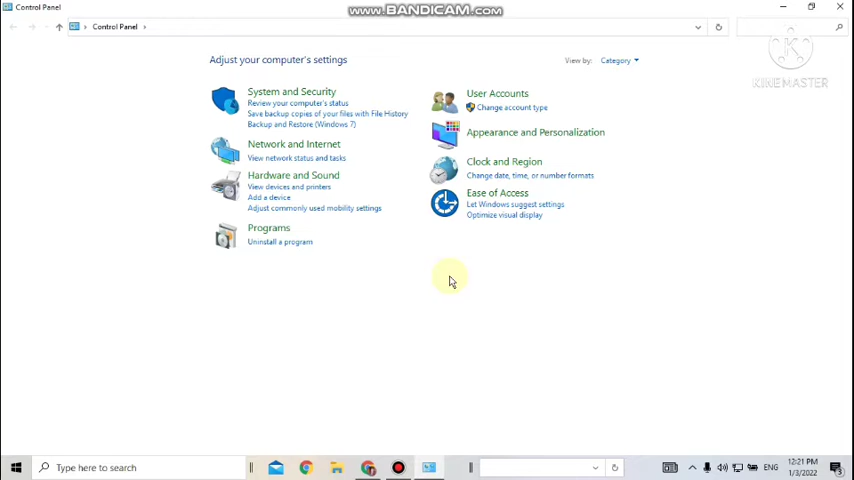 Control Panel
www.BANDICAM.com
Control Panel
KINEMASTER
Adjust your computer's settings
View by: Category
System and Security
Review your computer's status
Save backup copies of your files with File History
Backup and Restore (Windows 7)
Network and Internet
View network status and tasks
Hardware and Sound
View devices and printers
Add a device
Adjust commonly used mobility settings
Programs
Uninstall a program
User Accounts
Change account type
Appearance and Personalization
Clock and Region
Change date, time, or number formats
Ease of Access
Let Windows suggest settings
Optimize visual display
Type here to search
ENG
12:21 PM
1/3/2022
3